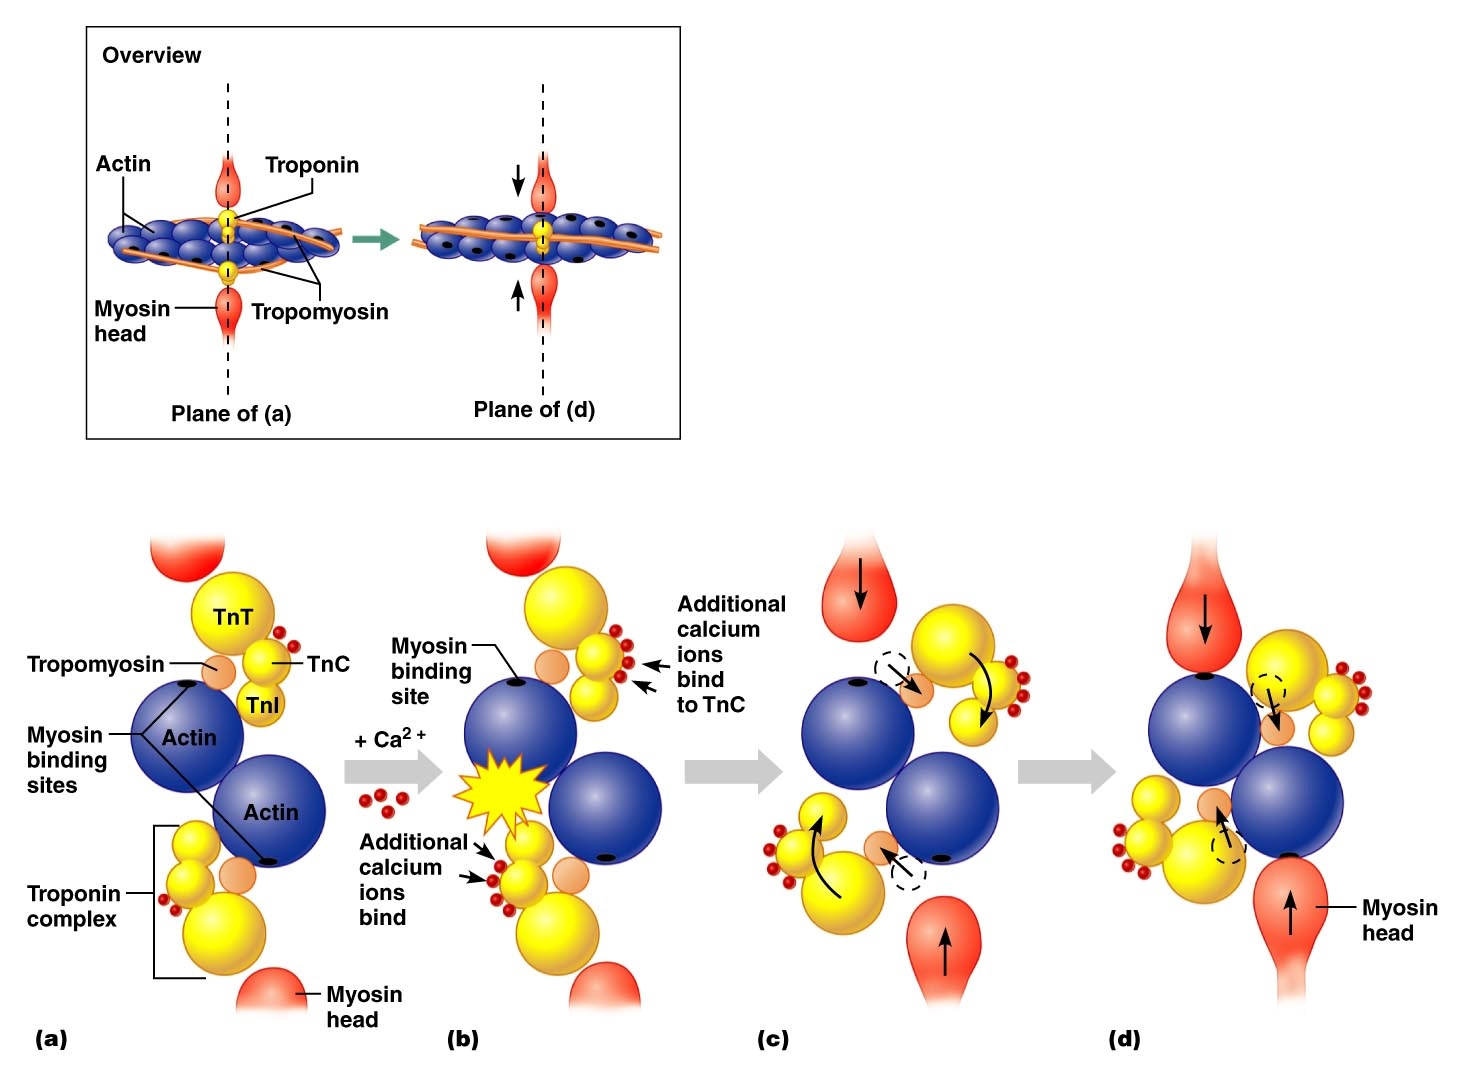 Overview
Actin
Troponin
Myosin
head
Tropomyosin
Plane of (a)
Plane of (d)
TnT
Tropomyosin
TnC
TnI
Actin
Myosin
binding
sites
Actin
Troponin
complex
Myosin
head
(a)
+ Ca2 +
Myosin
binding
site
Additional
calcium
ions
bind
to TnC
Additional
calcium
ions
bind
(b)
(c)
Myosin
head
(d)